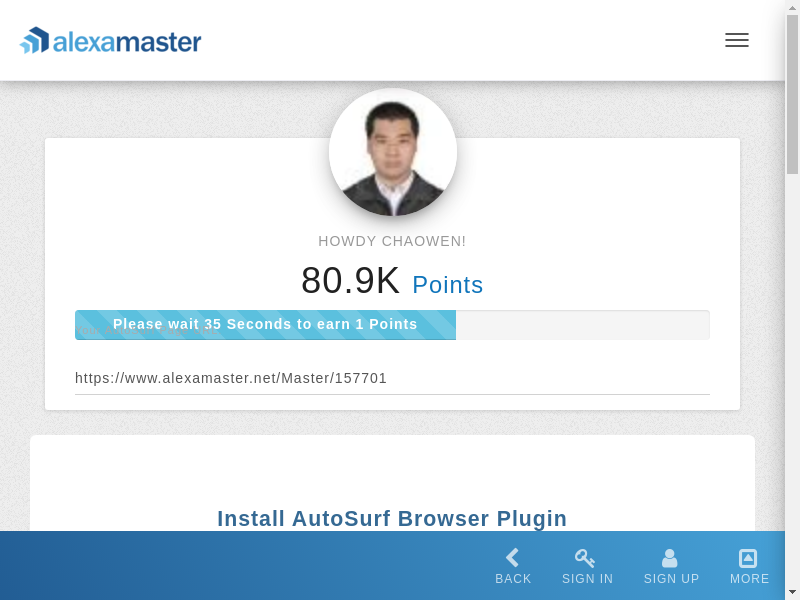 alexamaster
HOWDY CHAOWEN!
80.9K Points
Please wait 35 Seconds to earn 1 Points
https://www.alexamaster.net/Master/157701
Install AutoSurf Browser Plugin
BACK SIGN IN SIGN UP MORE